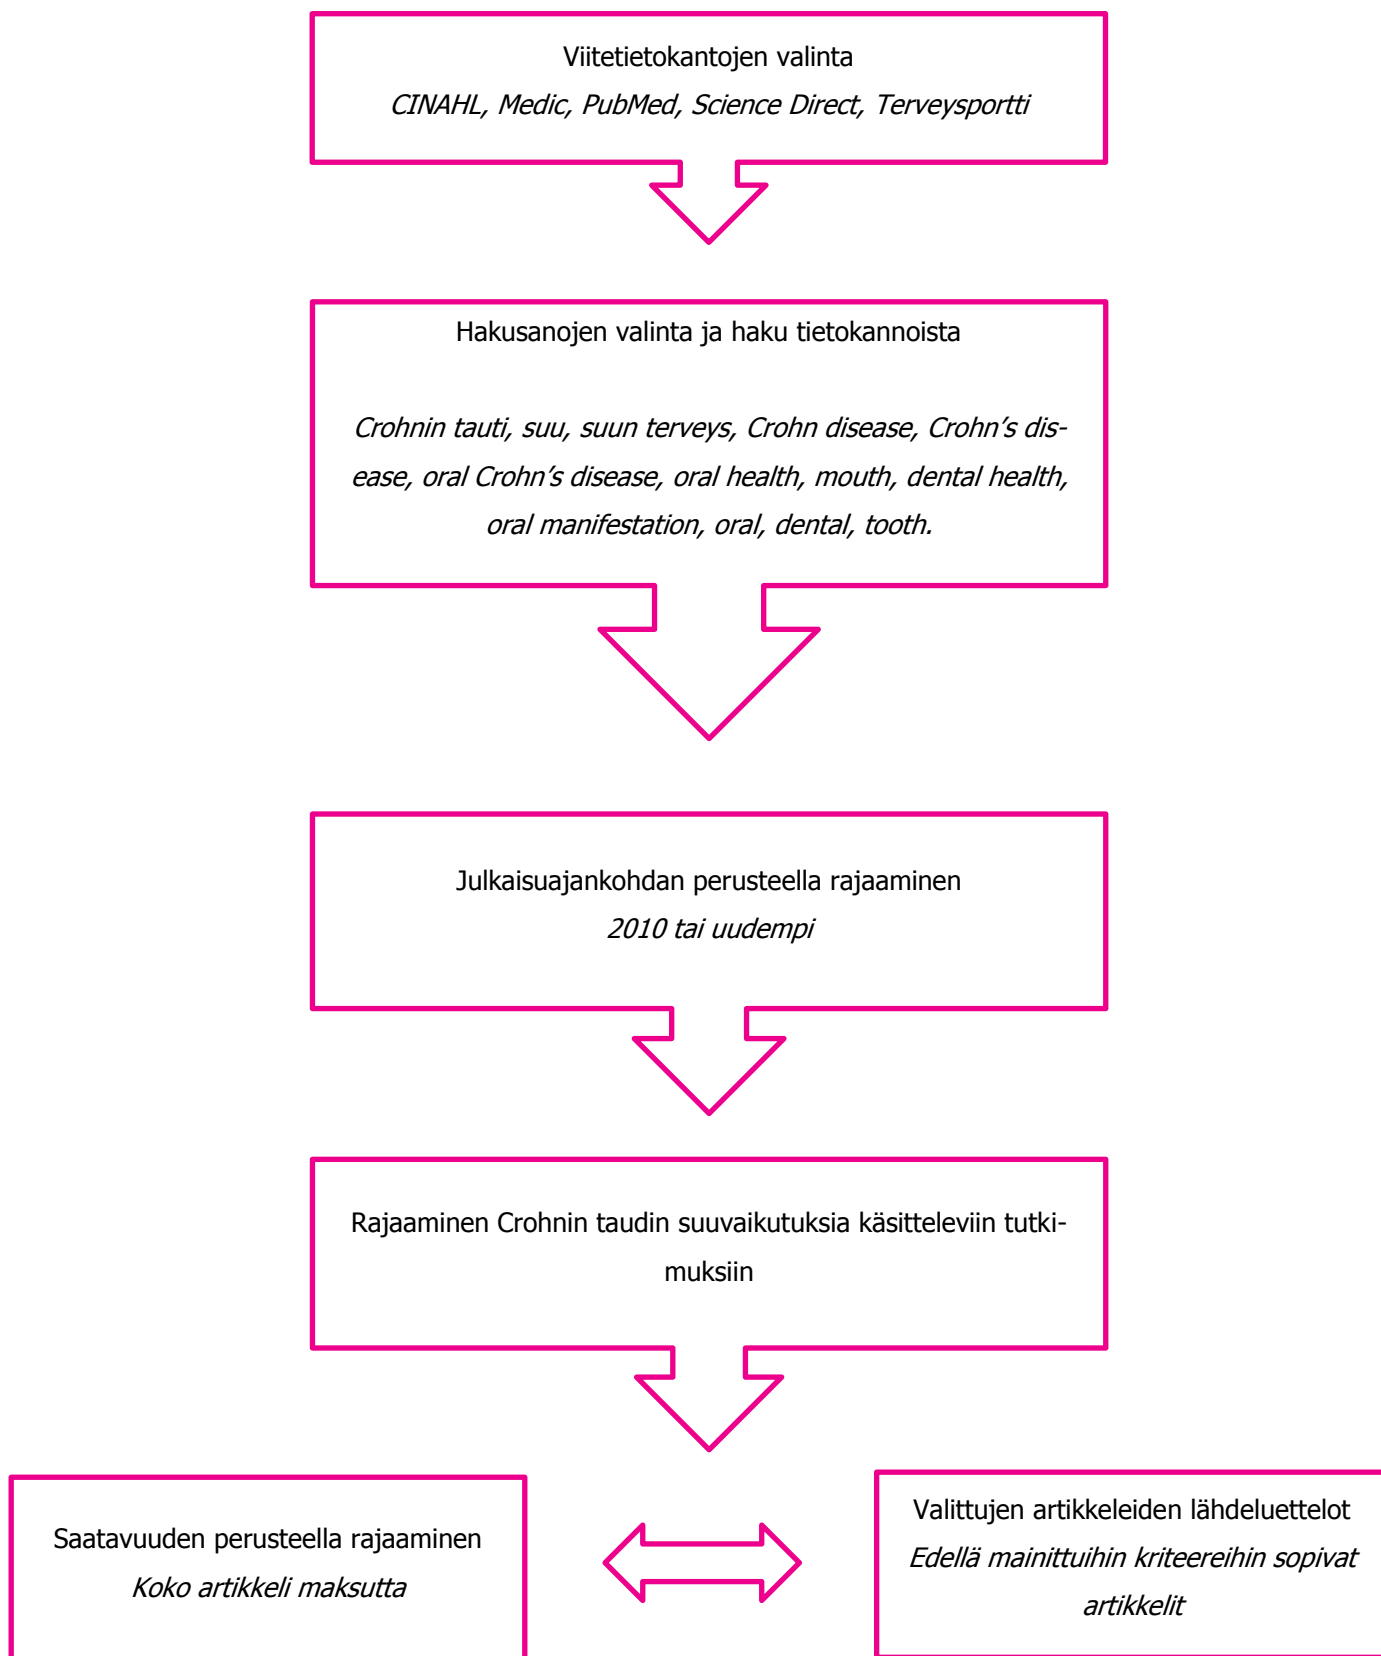 Viitetietokantojen valinta
CINAHL, Medic, PubMed, Science Direct, Terveysportti
Hakusanojen valinta ja haku tietokannoista
Crohnin tauti, suu, suun terveys, Crohn disease, Crohn’s dis-
ease, oral Crohn’s disease, oral health, mouth, dental health,
oral manifestation, oral, dental, tooth.
Julkaisuajankohdan perusteella rajaaminen
2010 tai uudempi
Rajaaminen Crohnin taudin suuvaikutuksia käsitteleviin tutki-
muksiin
Saatavuuden perusteella rajaaminen
Koko artikkeli maksutta
Valittujen artikkeleiden lähdeluettelot
Edellä mainittuihin kriteereihin sopivat
artikkelit